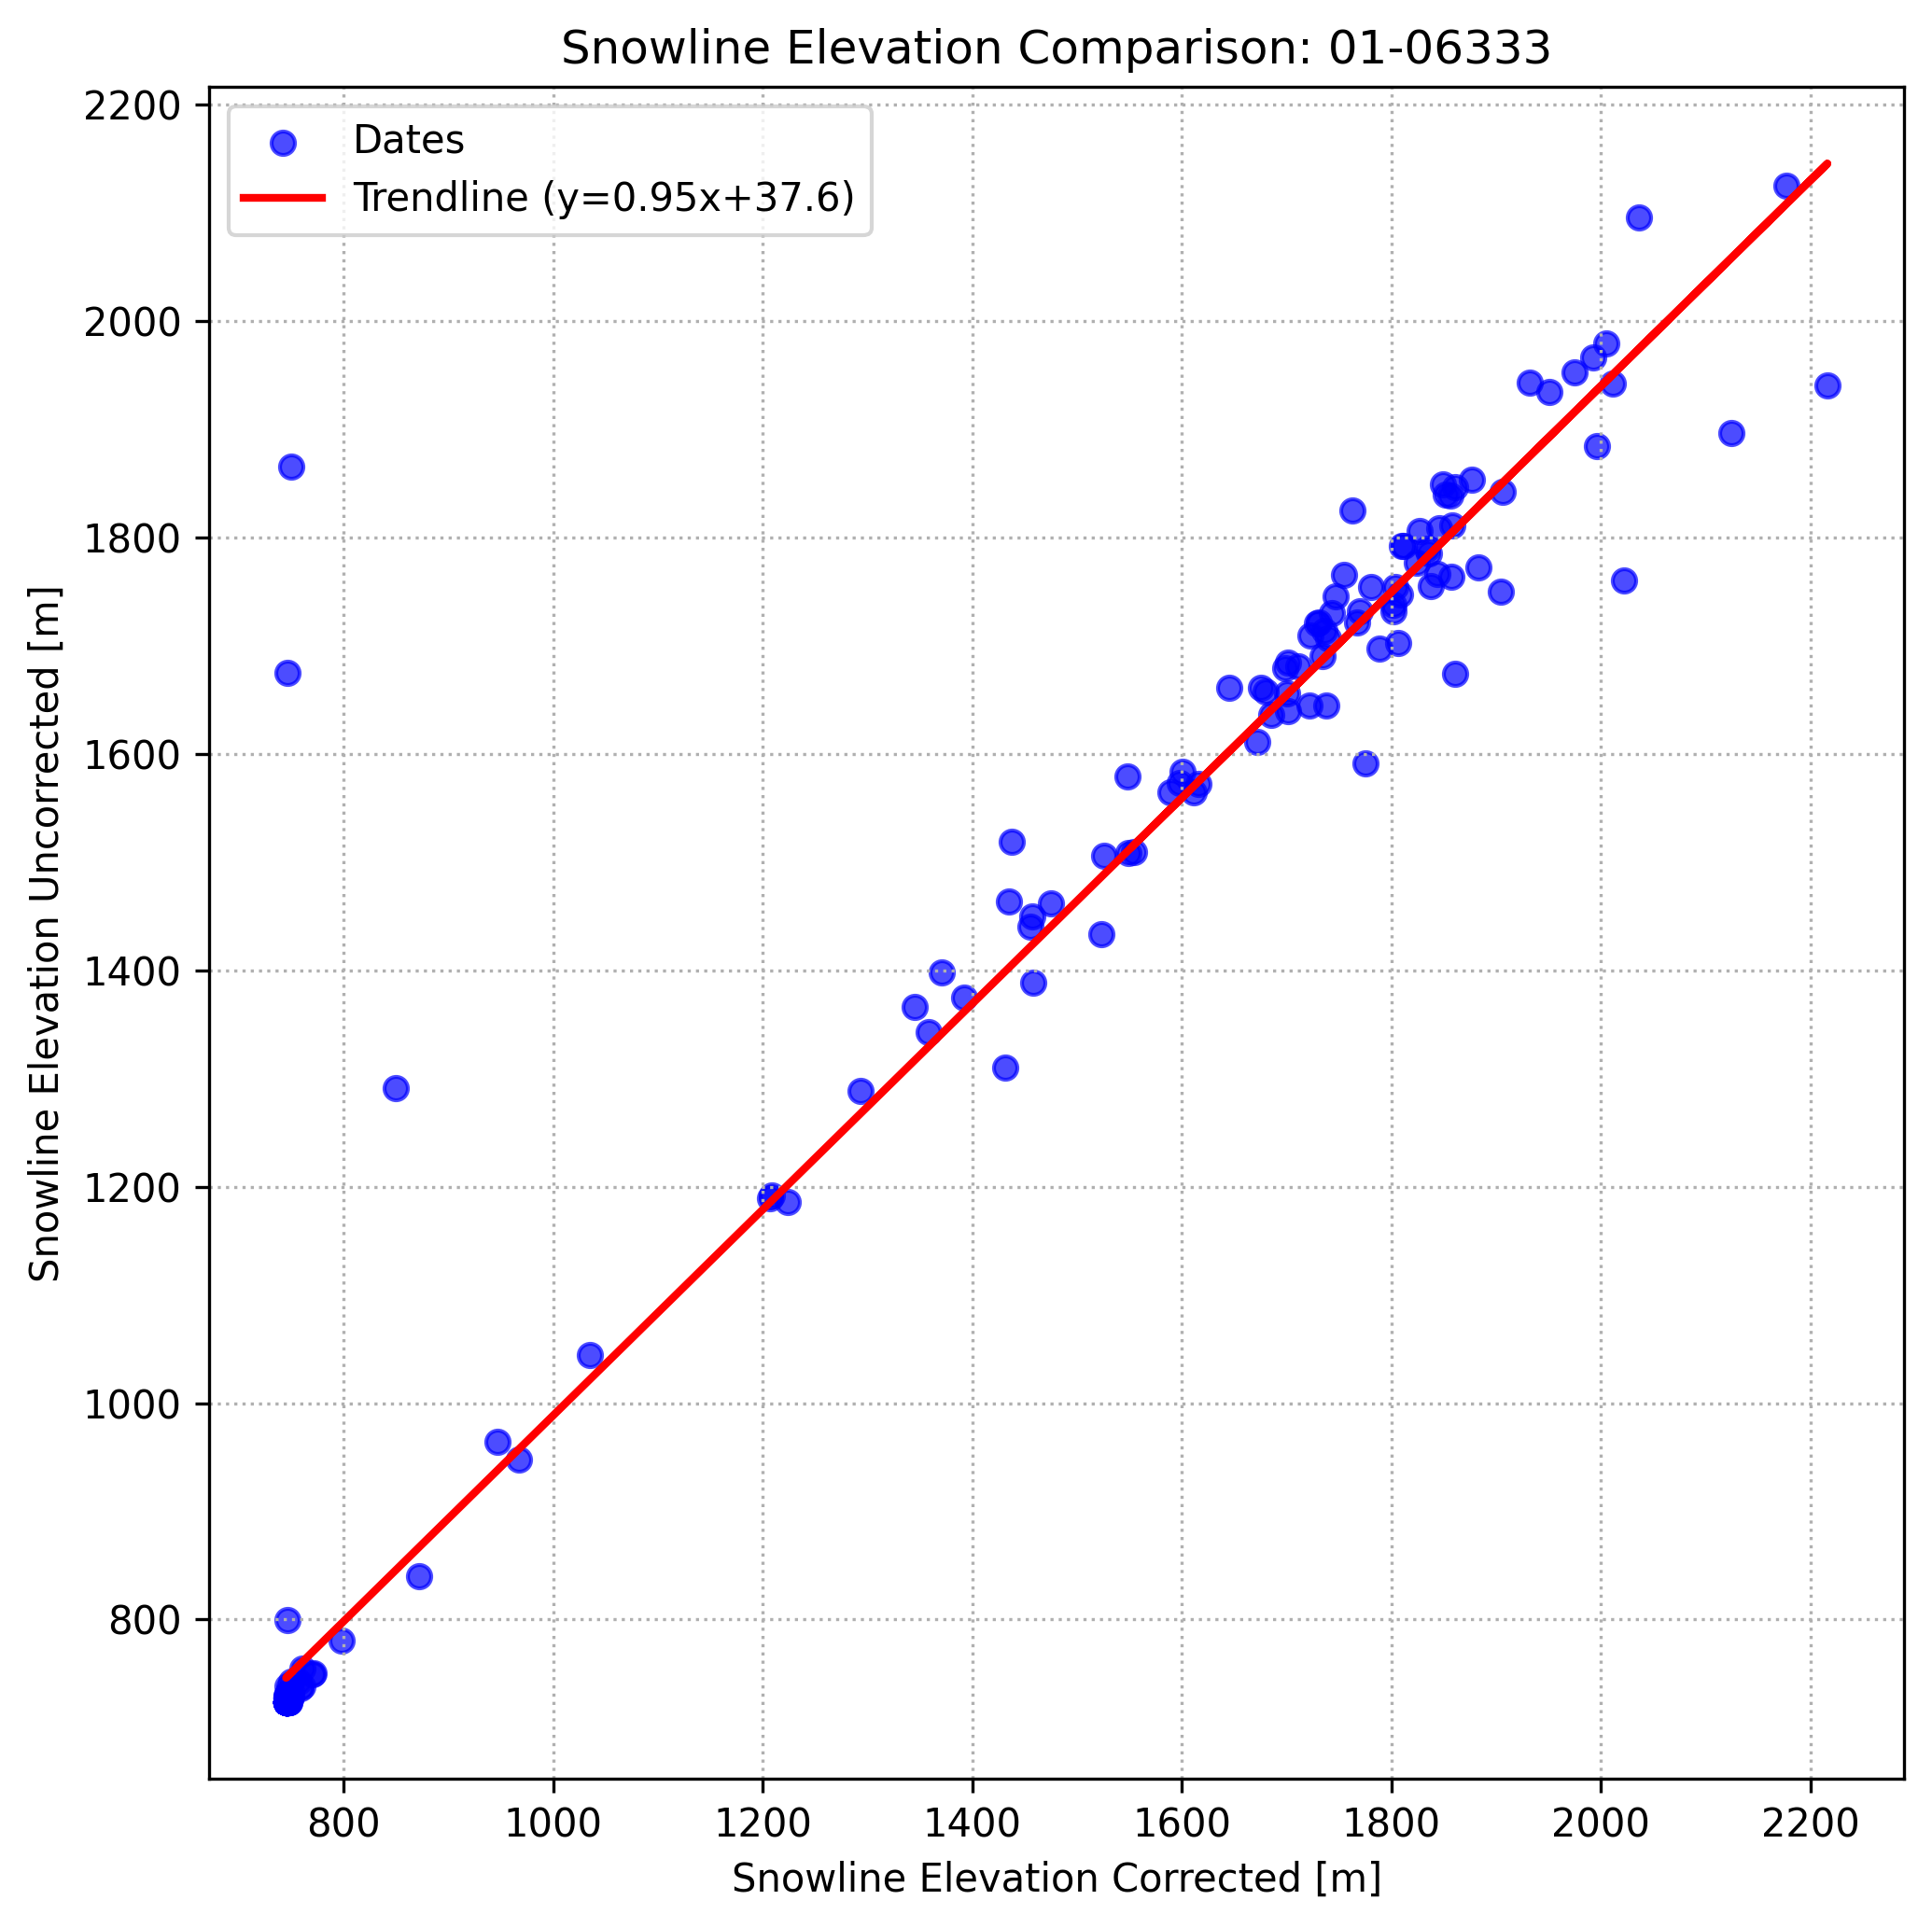 Snowline Elevation Comparison: 01-06333
Dates
Trendline (y=0.95x+37.6)
Snowline Elevation Uncorrected [m]
2200
2000
1800
1600
1400
1200
1000
800
800 1000 1200 1400 1600 1800 2000 2200
Snowline Elevation Corrected [m]